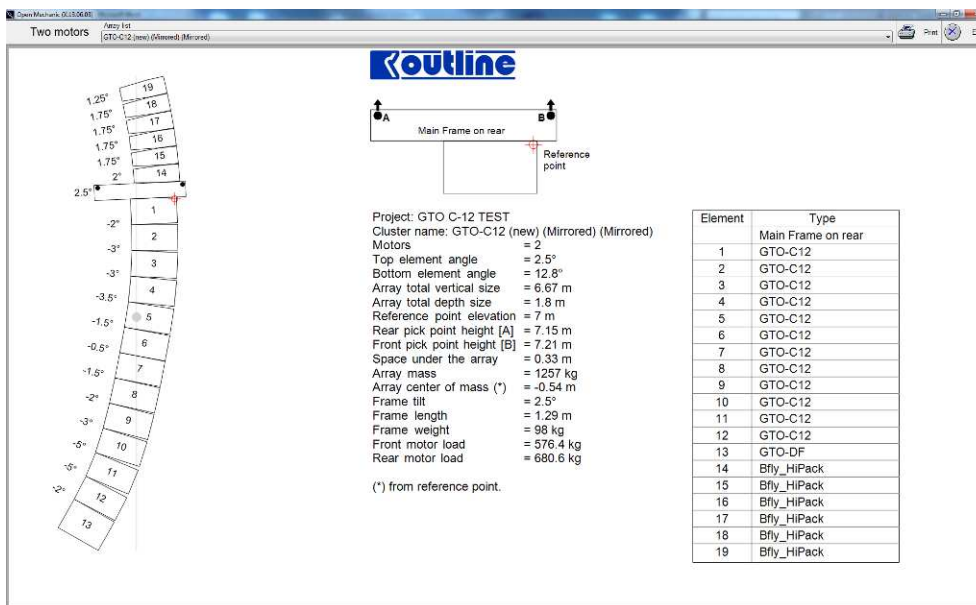 Open Mechanic (V.15.06.03)
Two motors
Array list
GTO-C12 (new) (Mirrored) (Mirrored)
Print
E
outline
A
B
Main Frame on rear
Reference
point
1.25°
1.75°
1.75°
1.75°
1.75°
2°
2.5°
-2°
-3°
-3°
-3.5°
-1.5°
-0.5°
-1.5°
-2°
-3°
-5°
-5°
-2°
19
18
17
16
15
14
1
2
3
4
5
6
7
8
9
10
11
12
13
Project: GTO C-12 TEST
Cluster name: GTO-C12 (new) (Mirrored) (Mirrored)
Motors = 2
Top element angle = 2.5°
Bottom element angle = 12.8°
Array total vertical size = 6.67 m
Array total depth size = 1.8 m
Reference point elevation = 7 m
Rear pick point height [A] = 7.15 m
Front pick point height [B] = 7.21 m
Space under the array = 0.33 m
Array mass = 1257 kg
Array center of mass (*) = -0.54 m
Frame tilt = 2.5°
Frame length = 1.29 m
Frame weight = 98 kg
Front motor load = 576.4 kg
Rear motor load = 680.6 kg
(*) from reference point.
Element Type
Main Frame on rear
1 GTO-C12
2 GTO-C12
3 GTO-C12
4 GTO-C12
5 GTO-C12
6 GTO-C12
7 GTO-C12
8 GTO-C12
9 GTO-C12
10 GTO-C12
11 GTO-C12
12 GTO-C12
13 GTO-DF
14 Bfly_HiPack
15 Bfly_HiPack
16 Bfly_HiPack
17 Bfly_HiPack
18 Bfly_HiPack
19 Bfly_HiPack